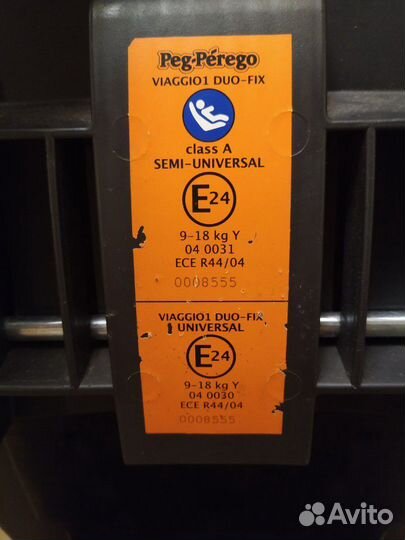 Peg-Pérego
VIAGGIO1 DUO-FIX
class A
SEMI-UNIVERSAL
E24
9-18 kg Y
04 0031
ECE R44/04
0008555
VIAGGIO1 DUO-FIX
UNIVERSAL
E24
9-18 kg Y
04 0030
ECE R44/04
0008555
Avito